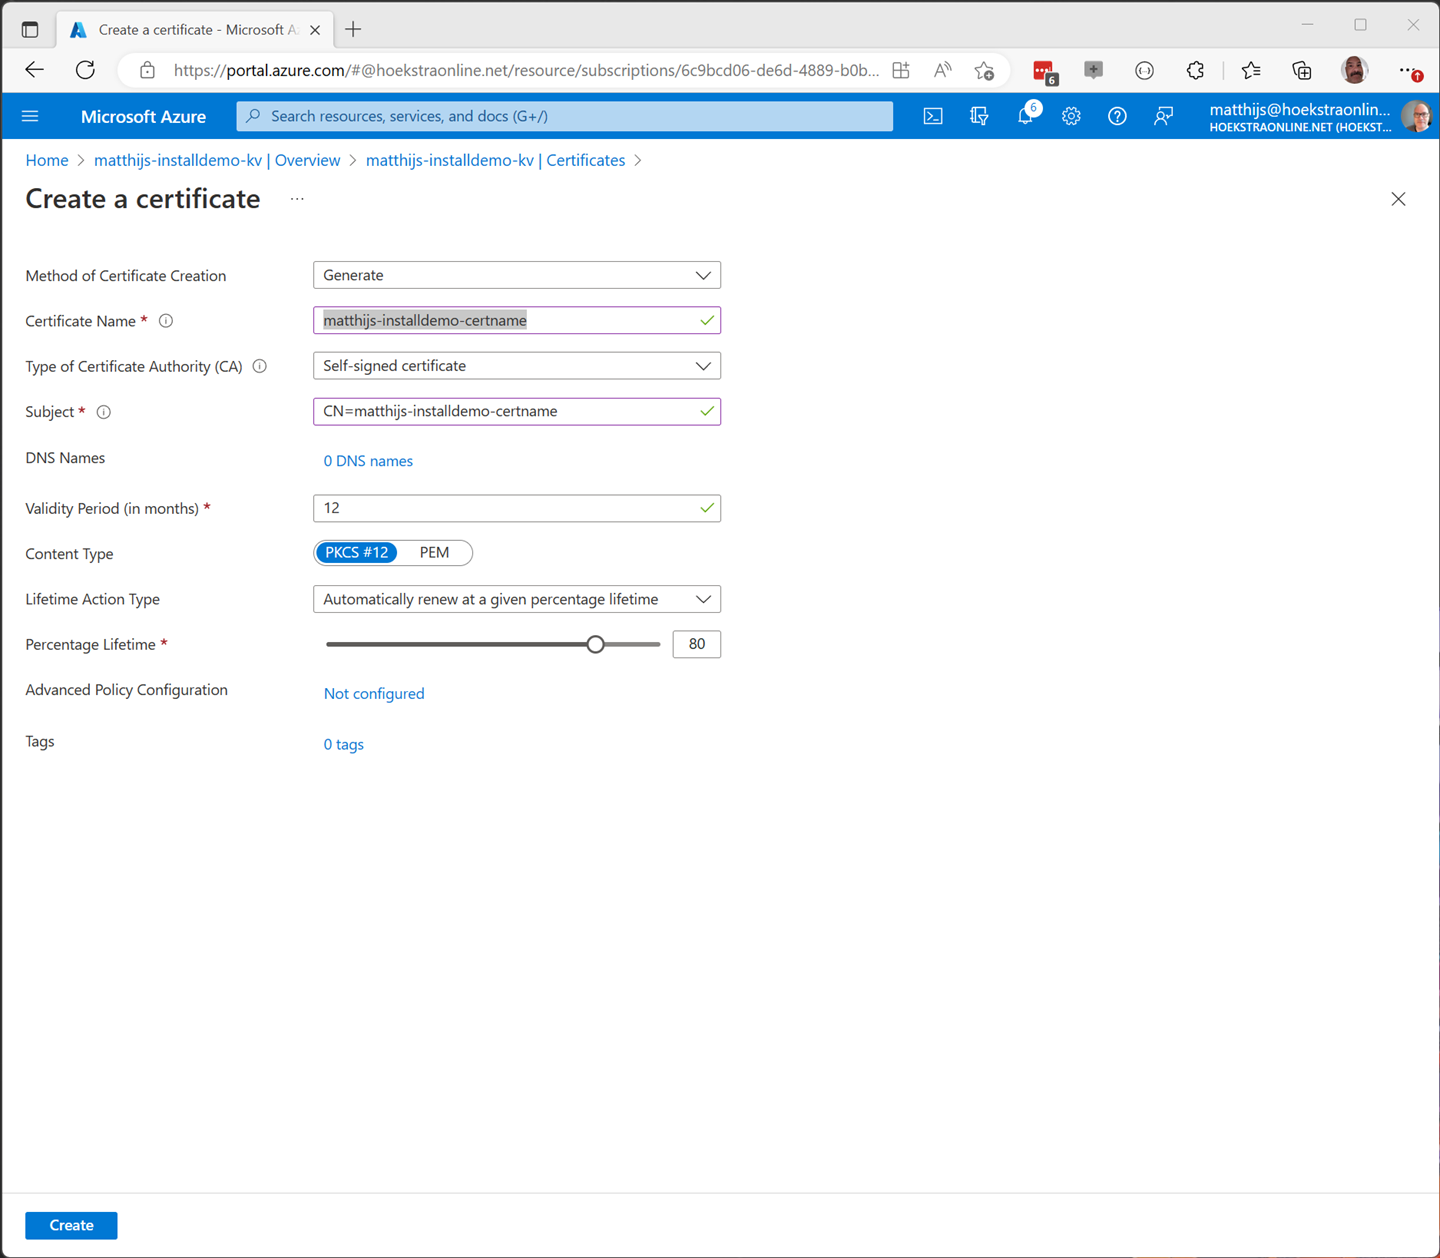 Create a certificate - Microsoft A
https://portal.azure.com/#@hoekstraonline.net/resource/subscriptions/6c9bcd06-de6d-4889-b0b...
6
Microsoft Azure
Search resources, services, and docs (G+/)
6
matthijs@hoekstraonlin...
HOEKSTRAONLINE.NET (HOEKST...
Home > matthijs-installdemo-kv | Overview > matthijs-installdemo-kv | Certificates >
Create a certificate ...
Method of Certificate Creation Generate
Certificate Name * matthijs-installdemo-certname
Type of Certificate Authority (CA) Self-signed certificate
Subject * CN=matthijs-installdemo-certname
DNS Names 0 DNS names
Validity Period (in months) * 12
Content Type PKCS #12 PEM
Lifetime Action Type Automatically renew at a given percentage lifetime
Percentage Lifetime * 80
Advanced Policy Configuration Not configured
Tags 0 tags
Create